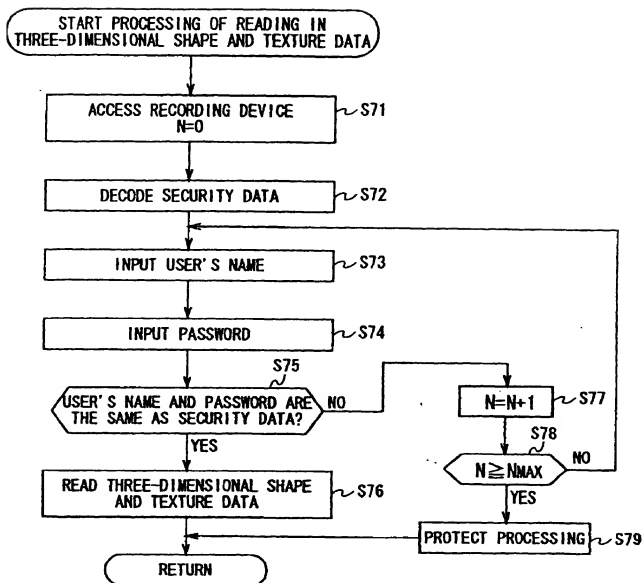 START PROCESSING OF READING IN
THREE-DIMENSIONAL SHAPE AND TEXTURE DATA
ACCESS RECORDING DEVICE
N=0
S71
DECODE SECURITY DATA
S72
INPUT USER'S NAME
S73
INPUT PASSWORD
S74
S75
USER'S NAME AND PASSWORD ARE
THE SAME AS SECURITY DATA?
NO
YES
READ THREE-DIMENSIONAL SHAPE
AND TEXTURE DATA
S76
N=N+1
S77
S78
N≧NMAX
NO
YES
PROTECT PROCESSING
S79
RETURN